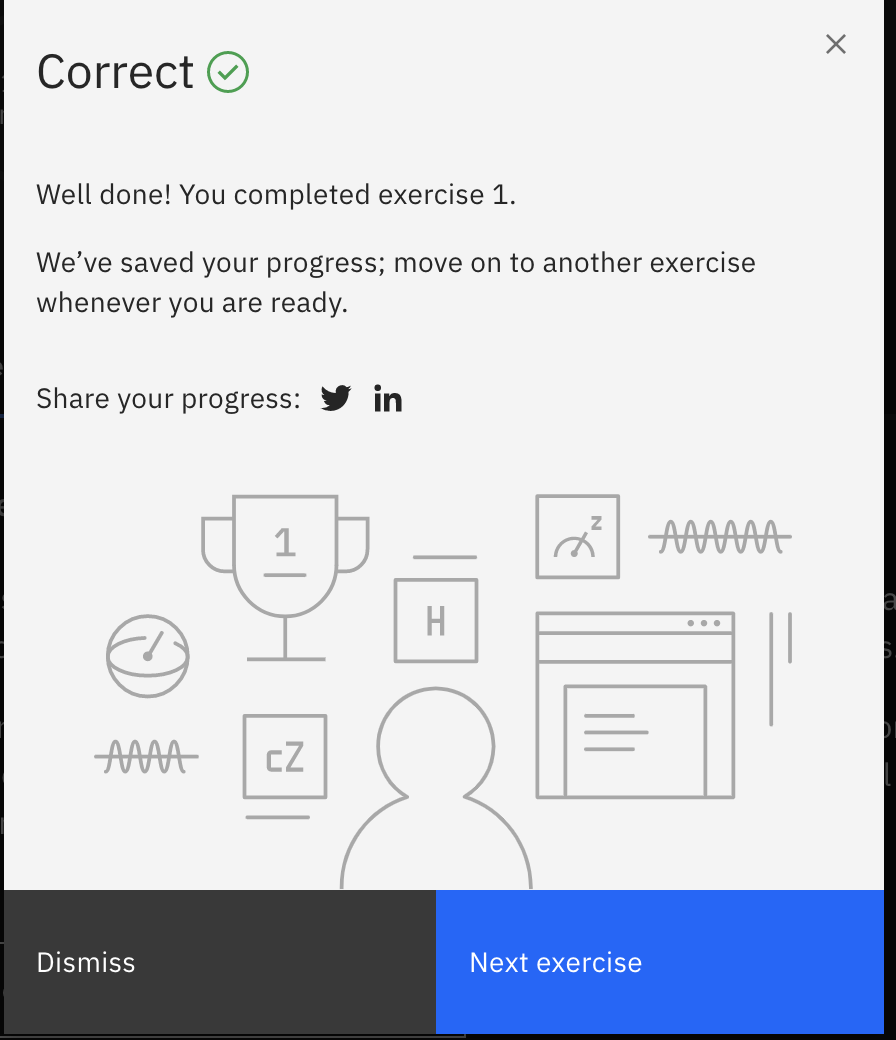 Correct
Well done! You completed exercise 1.
We’ve saved your progress; move on to another exercise
whenever you are ready.
Share your progress: in
1
z
H
cZ
Dismiss
Next exercise